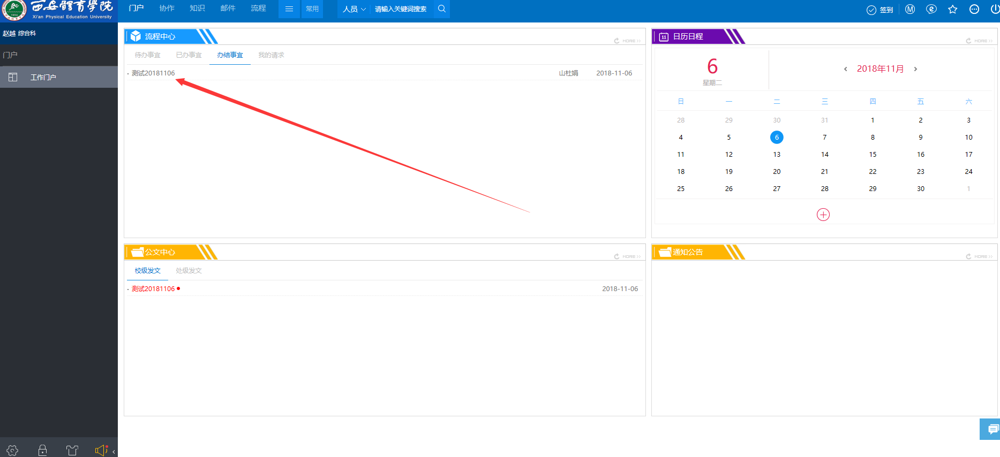 西安體育學院
Xi'an Physical Education University
门户 协作 知识 邮件 流程 常用 人员 请输入关键词搜索 签到
赵越 综合科
门户
工作门户
流程中心
MORE >>
待办事宜 已办事宜 办结事宜 我的请求
· 测试20181106 山杜娟 2018-11-06
11 日历日程
MORE >>
6
星期二
‹ 2018年11月 ›
日 一 二 三 四 五 六
28 29 30 31 1 2 3
4 5 6 7 8 9 10
11 12 13 14 15 16 17
18 19 20 21 22 23 24
25 26 27 28 29 30 1
公文中心
MORE >>
校级发文 处级发文
· 测试20181106 2018-11-06
通知公告
MORE >>